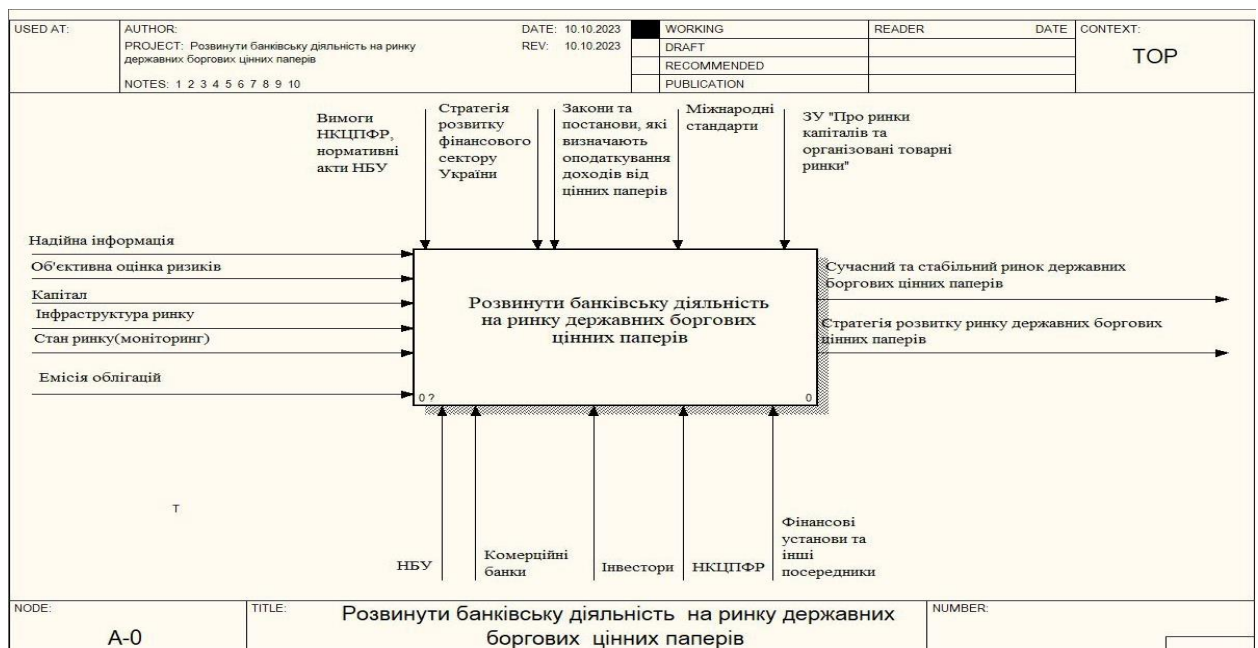 USED AT:
AUTHOR:
DATE: 10.10.2023
WORKING
READER
DATE
CONTEXT:
PROJECT: Розвинути банківську діяльність на ринку
державних боргових цінних паперів
REV: 10.10.2023
DRAFT
TOP
RECOMMENDED
NOTES: 1 2 3 4 5 6 7 8 9 10
PUBLICATION
Вимоги
НКЦПФР,
нормативні
акти НБУ
Стратегія
розвитку
фінансового
сектору
України
Закони та
постанови, які
визначають
оподаткування
доходів від
цінних паперів
Міжнародні
стандарти
ЗУ "Про ринки
капіталів та
організовані товарні
ринки"
Надійна інформація
Об'єктивна оцінка ризиків
Капітал
Інфраструктура ринку
Стан ринку(моніторинг)
Емісія облігацій
Розвинути банківську діяльність
на ринку державних боргових
цінних паперів
0 ?
0
Сучасний та стабільний ринок державних
боргових цінних паперів
Стратегія розвитку ринку державних боргових
цінних паперів
T
НБУ
Комерційні
банки
Інвестори
НКЦПФР
Фінансові
установи та
інші
посередники
NODE:
A-0
TITLE:
Розвинути банківську діяльність на ринку державних
боргових цінних паперів
NUMBER: